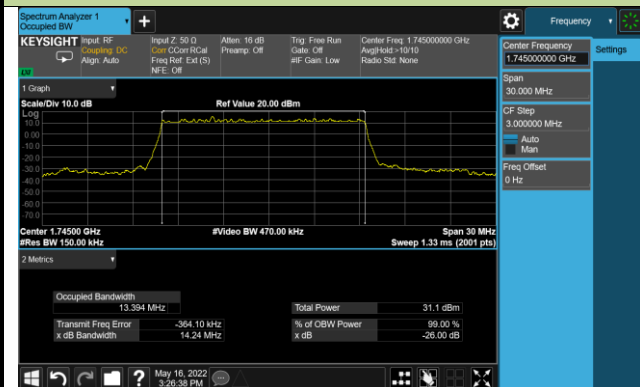 Spectrum Analyzer 1
Occupied BW
+
Frequency
KEYSIGHT
Input: RF
Coupling: DC
Align: Auto
Input Z: 50 Ω
Corr CCorr RCal
Freq Ref: Ext (S)
NFE: Off
Atten: 16 dB
Preamp: Off
Trig: Free Run
Gate: Off
#IF Gain: Low
Center Freq: 1.745000000 GHz
Avg|Hold:>10/10
Radio Std: None
Center Frequency
1.745000000 GHz
Settings
Span
30.000 MHz
CF Step
3.000000 MHz
Auto
Man
Freq Offset
0 Hz
1 Graph
Scale/Div 10.0 dB
Ref Value 20.00 dBm
Log
10.0
0.00
-10.0
-20.0
-30.0
-40.0
-50.0
-60.0
-70.0
Center 1.74500 GHz
#Video BW 470.00 kHz
Span 30 MHz
#Res BW 150.00 kHz
Sweep 1.33 ms (2001 pts)
2 Metrics
Occupied Bandwidth
13.394 MHz
Total Power
31.1 dBm
Transmit Freq Error
-364.10 kHz
% of OBW Power
99.00 %
x dB Bandwidth
14.24 MHz
x dB
-26.00 dB
?
May 16, 2022
3:26:38 PM